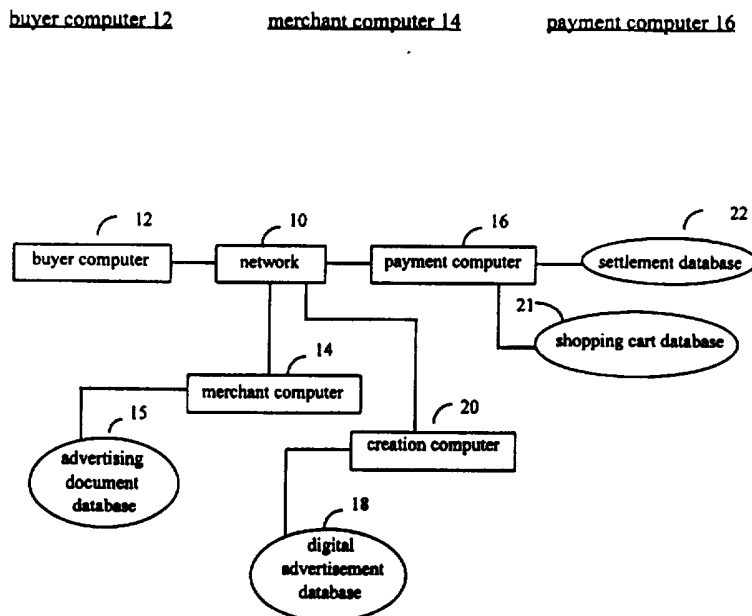 buyer computer 12 merchant computer 14 payment computer 16
12 10 16 22
buyer computer network payment computer settlement database
21
shopping cart database
14
merchant computer
15 20
creation computer
advertising
document
database
18
digital
advertisement
database